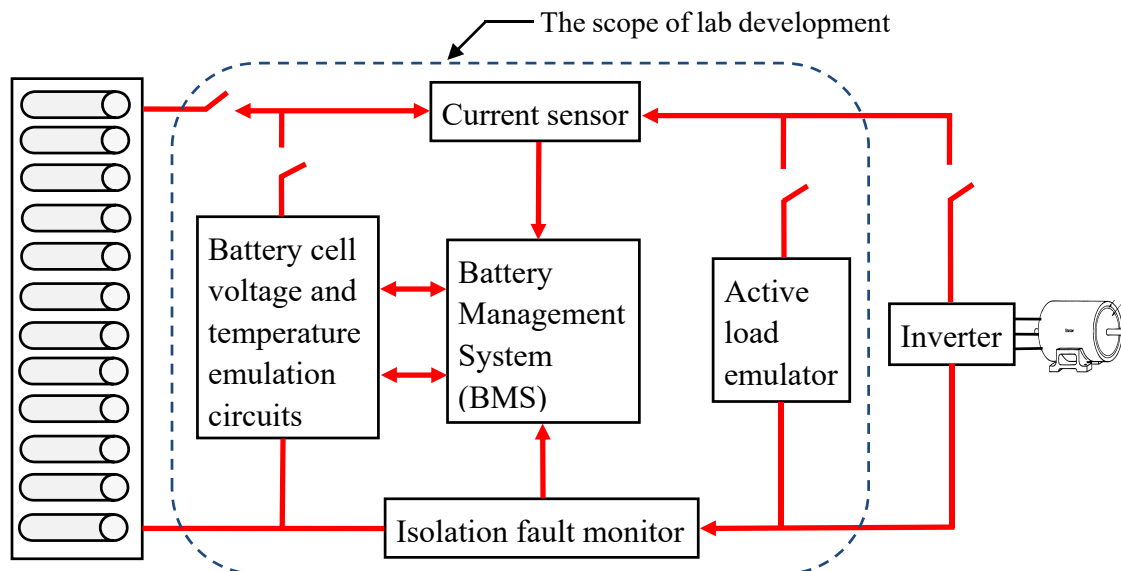 The scope of lab development
Current sensor
Battery cell
voltage and
temperature
emulation
circuits
Battery
Management
System
(BMS)
Active
load
emulator
Inverter
Isolation fault monitor